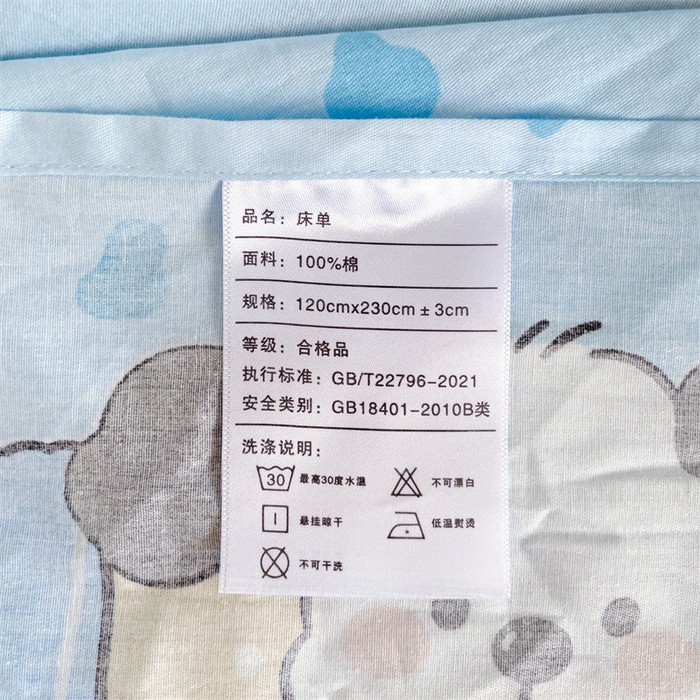 品名：床单
面料：100%棉
规格：120cmx230cm±3cm
等级：合格品
执行标准：GB/T22796-2021
安全类别：GB18401-2010B类
洗涤说明：
30 最高30度水温 不可漂白
悬挂晾干 低温熨烫
不可干洗